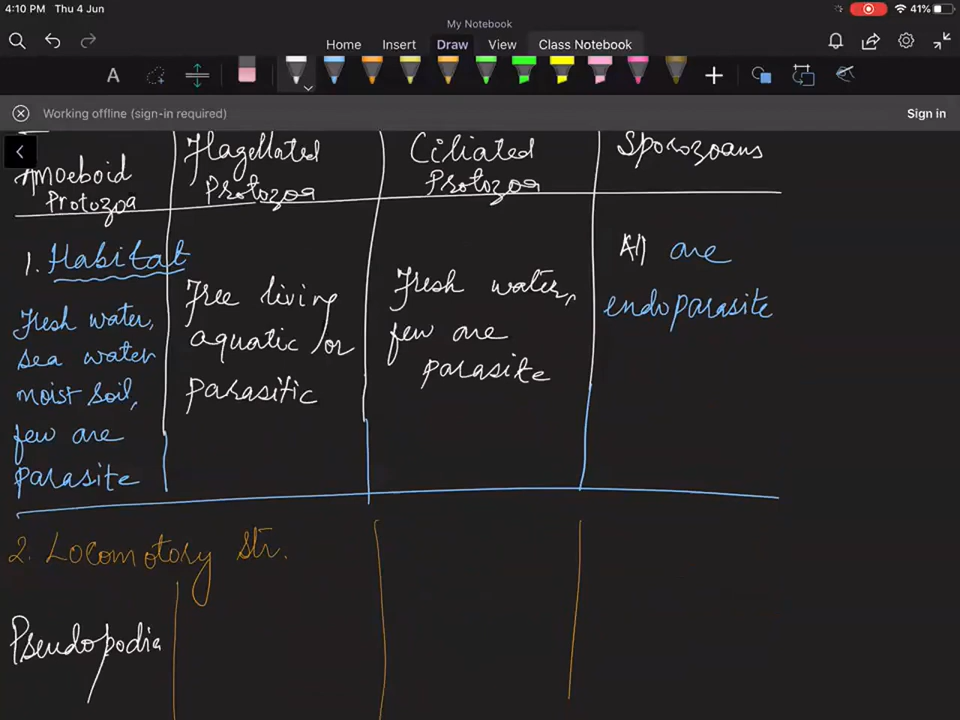 4:10 PM Thu 4 Jun
41%
My Notebook
Home Insert Draw View Class Notebook
A
Working offline (sign-in required)
Sign in
Amoeboid
Protozoa
Flagellated
Protozoa
Ciliated
Protozoa
Sporozoans
1. Habitat
Fresh water,
sea water
moist soil,
few are
parasite
Free living
aquatic or
parasitic
Fresh water,
few are
parasite
All are
endoparasite
2. Locomotory str.
Pseudopodia